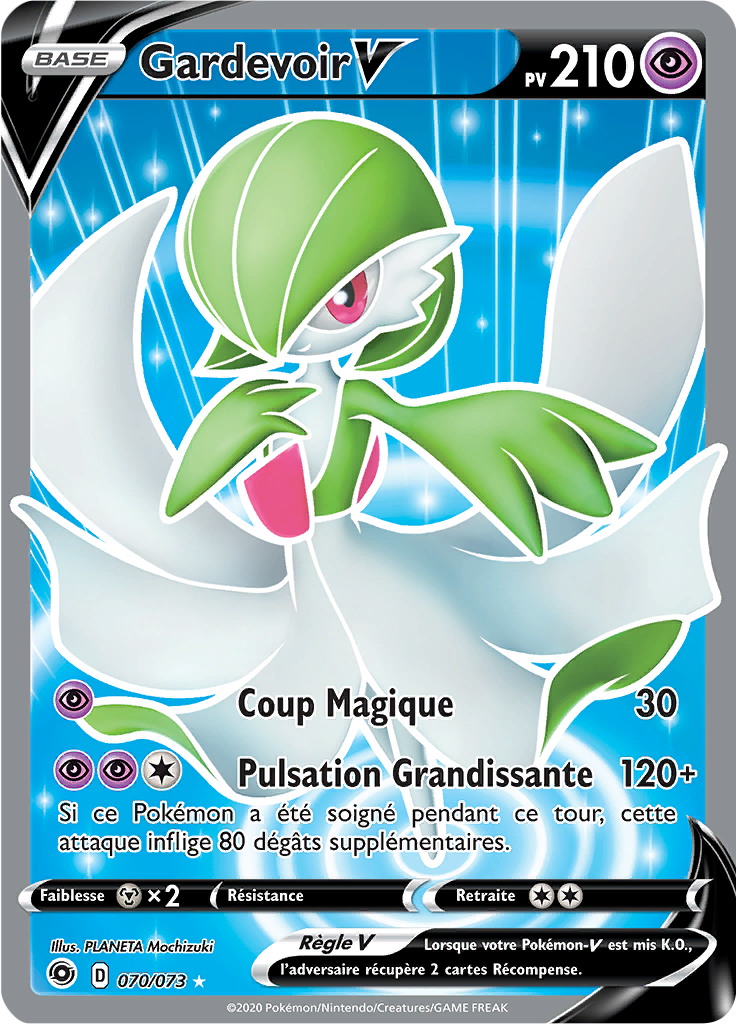 BASE Gardevoir V PV 210
Coup Magique 30
Pulsation Grandissante 120+
Si ce Pokémon a été soigné pendant ce tour, cette
attaque inflige 80 dégâts supplémentaires.
Faiblesse ×2 Résistance Retraite
Illus. PLANETA Mochizuki
Règle V Lorsque votre Pokémon-V est mis K.O.,
l'adversaire récupère 2 cartes Récompense.
D 070/073 ★
©2020 Pokémon/Nintendo/Creatures/GAME FREAK